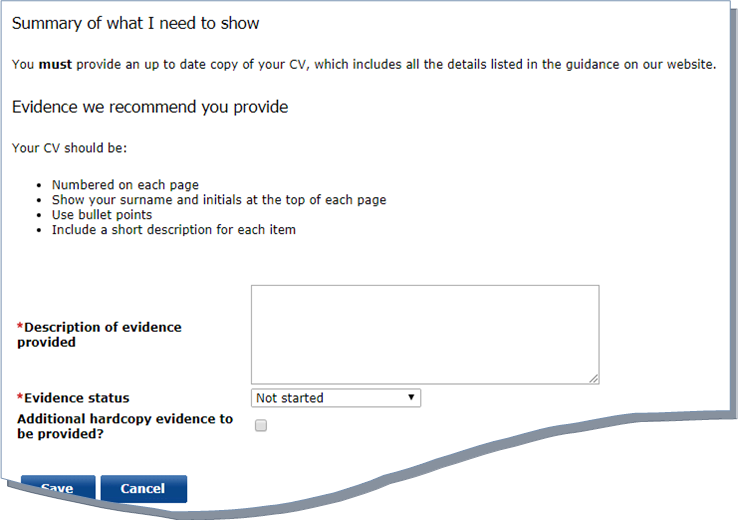 Summary of what I need to show
You must provide an up to date copy of your CV, which includes all the details listed in the guidance on our website.
Evidence we recommend you provide
Your CV should be:
• Numbered on each page
• Show your surname and initials at the top of each page
• Use bullet points
• Include a short description for each item
*Description of evidence
provided
*Evidence status
Not started
Additional hardcopy evidence to
be provided?
Save
Cancel